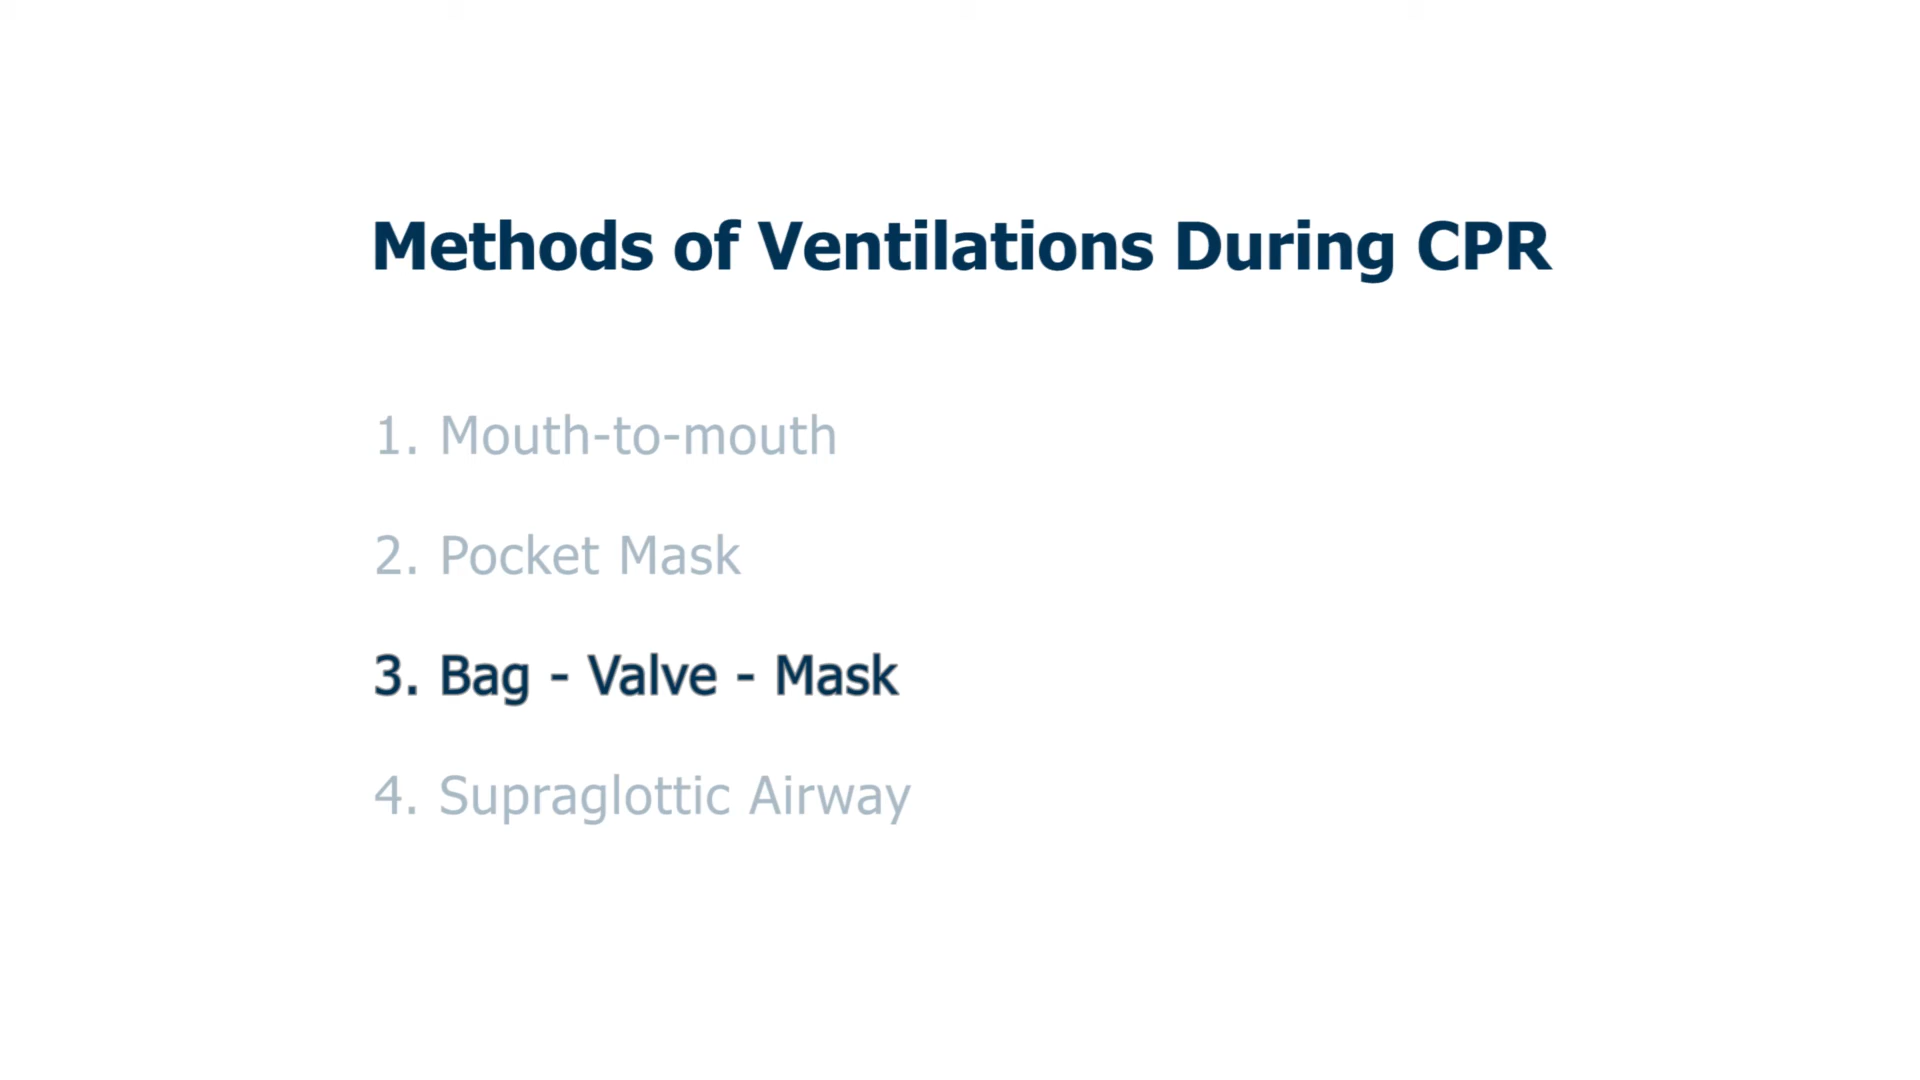 Methods of Ventilations During CPR
1. Mouth-to-mouth
2. Pocket Mask
3. Bag - Valve - Mask
4. Supraglottic Airway